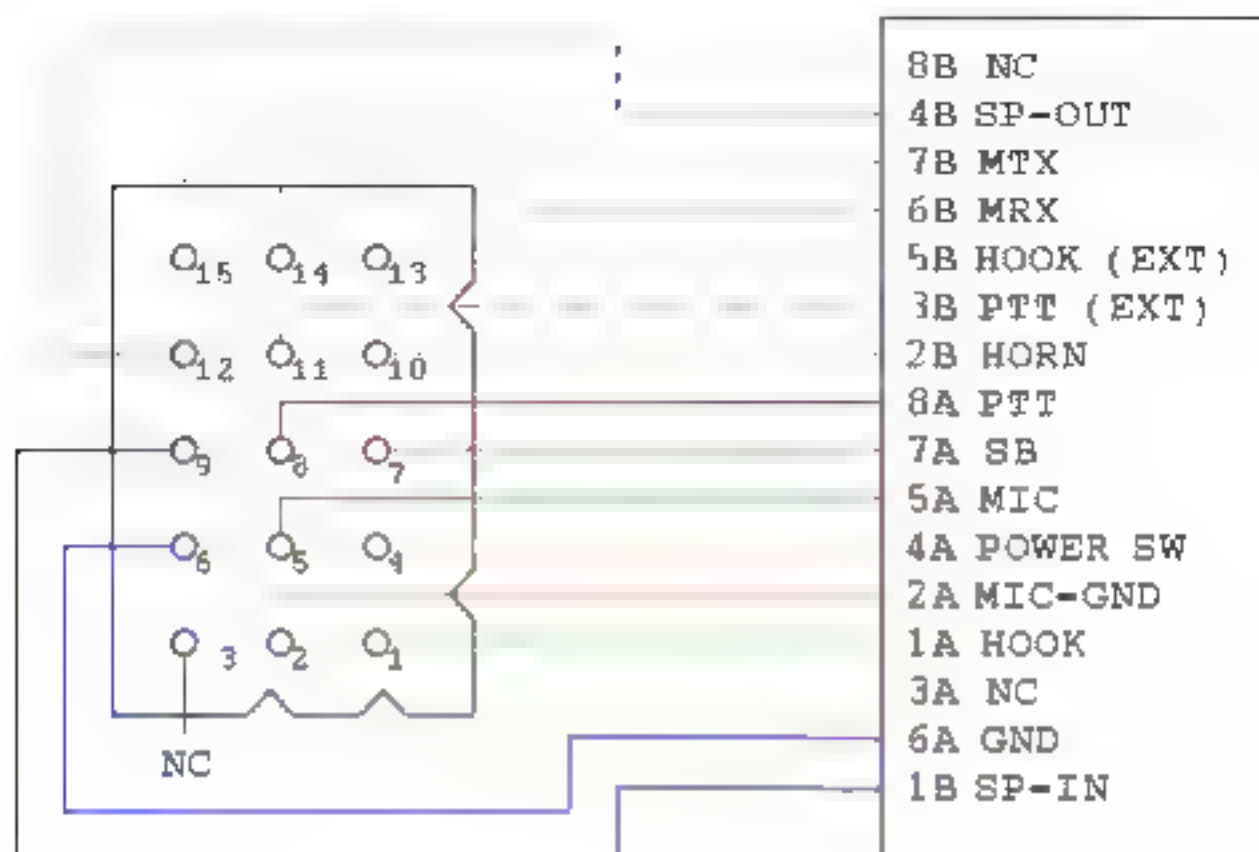 8B NC
4B SP-OUT
7B MTX
6B MRX
5B HOOK (EXT)
3B PTT (EXT)
2B HORN
8A PTT
7A SB
5A MIC
4A POWER SW
2A MIC-GND
1A HOOK
3A NC
6A GND
1B SP-IN
15 14 13
12 11 10
9 8 7
6 5 4
3 2 1
NC